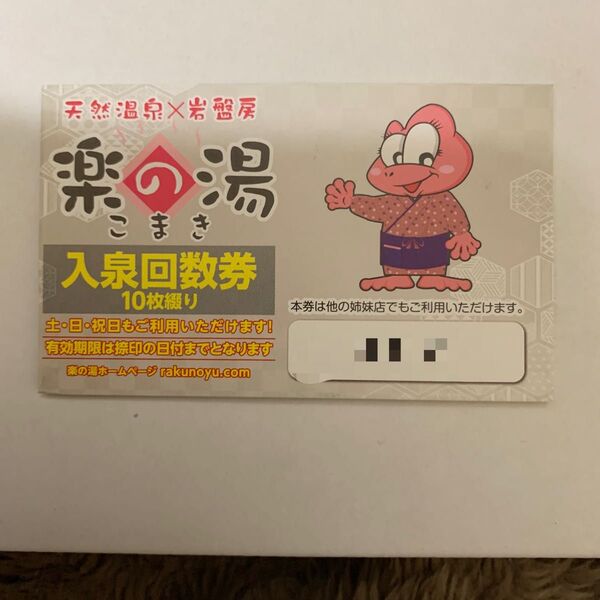 天然温泉×岩盤房
楽の湯
こまき
入泉回数券
10枚綴り
土・日・祝日もご利用いただけます!
有効期限は捺印の日付までとなります
楽の湯ホームページ rakunoyu.com
本券は他の姉妹店でもご利用いただけます。